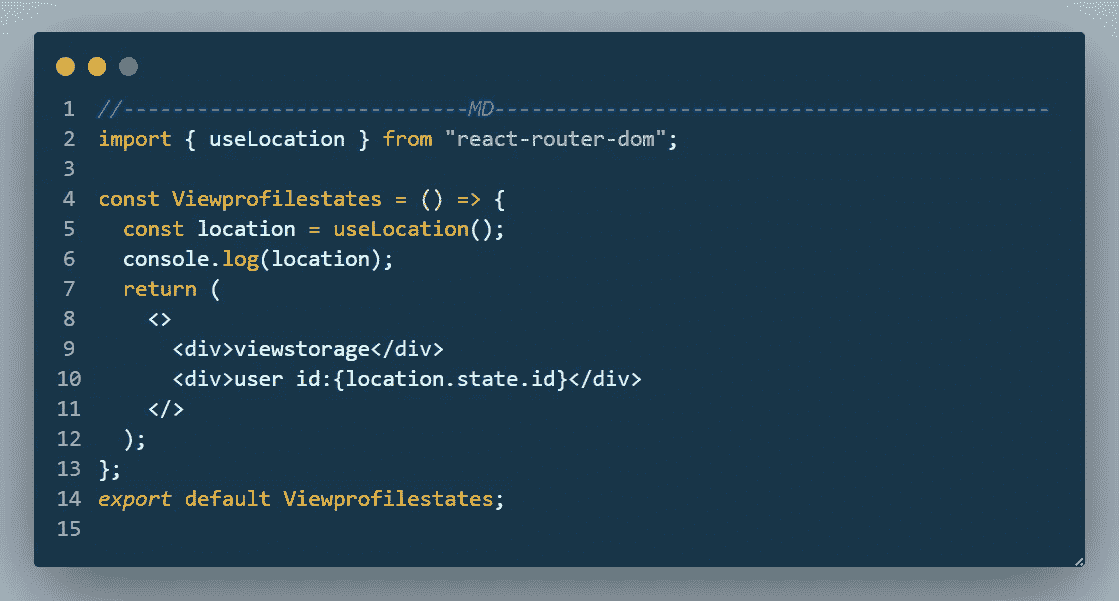 1 //----------------------------MD---------------------------------------------
2 import { useLocation } from "react-router-dom";
3
4 const Viewprofilestates = () => {
5   const location = useLocation();
6   console.log(location);
7   return (
8     <>
9       <div>viewstorage</div>
10       <div>user id:{location.state.id}</div>
11     </>
12   );
13 };
14 export default Viewprofilestates;
15